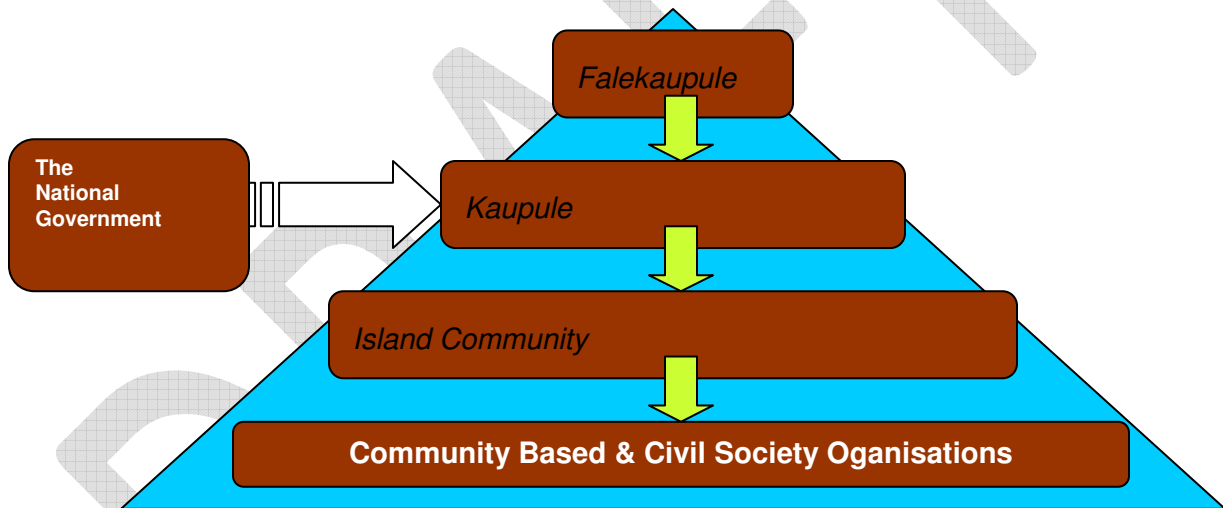 Falekaupule
The
National
Government
Kaupule
Island Community
Community Based & Civil Society Oganisations